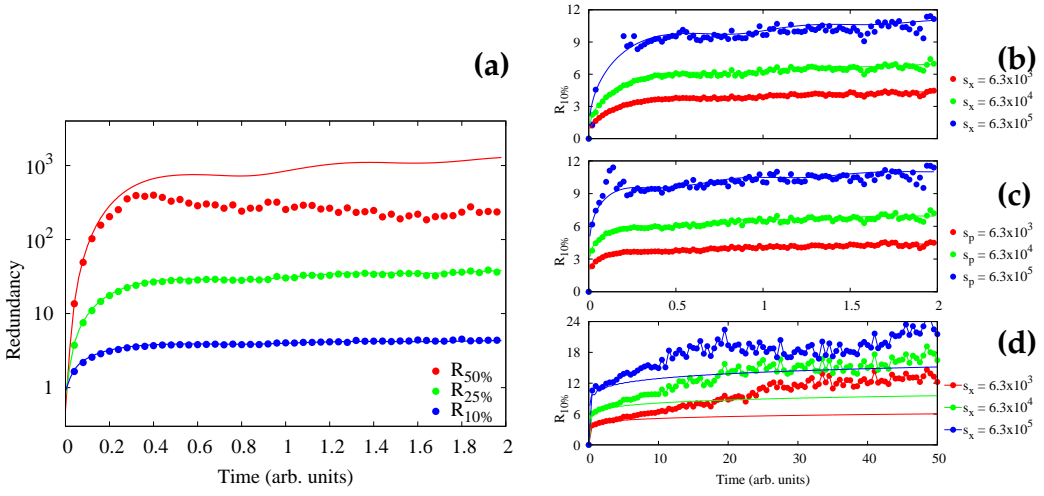 (a)
Redundancy
10³
10²
10
1
R50%
R25%
R10%
0 0.2 0.4 0.6 0.8 1 1.2 1.4 1.6 1.8 2
Time (arb. units)
(b)
R10%
12
9
6
3
0
sx = 6.3x10³
sx = 6.3x10⁴
sx = 6.3x10⁵
(c)
R10%
12
9
6
3
0
sp = 6.3x10³
sp = 6.3x10⁴
sp = 6.3x10⁵
0 0.5 1 1.5 2
(d)
R10%
24
18
12
6
0
sx = 6.3x10³
sx = 6.3x10⁴
sx = 6.3x10⁵
0 10 20 30 40 50
Time (arb. units)